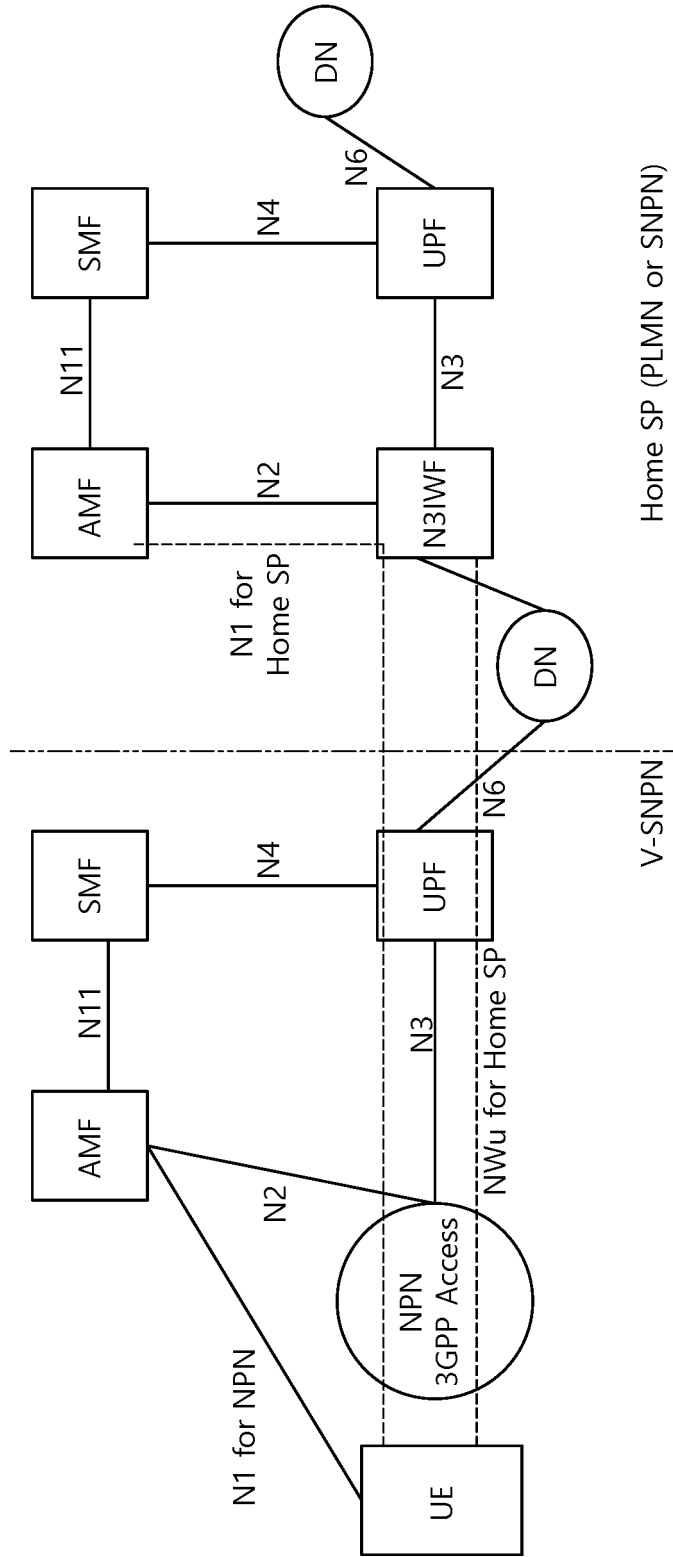 AMF
N11
SMF
AMF
N11
SMF
N1 for NPN
N2
N4
N1 for
Home SP
N2
N4
UE
NPN
3GPP Access
N3
UPF
N3IWF
N3
UPF
N6
DN
NWu for Home SP
N6
DN
V-SNPN
Home SP (PLMN or SNPN)